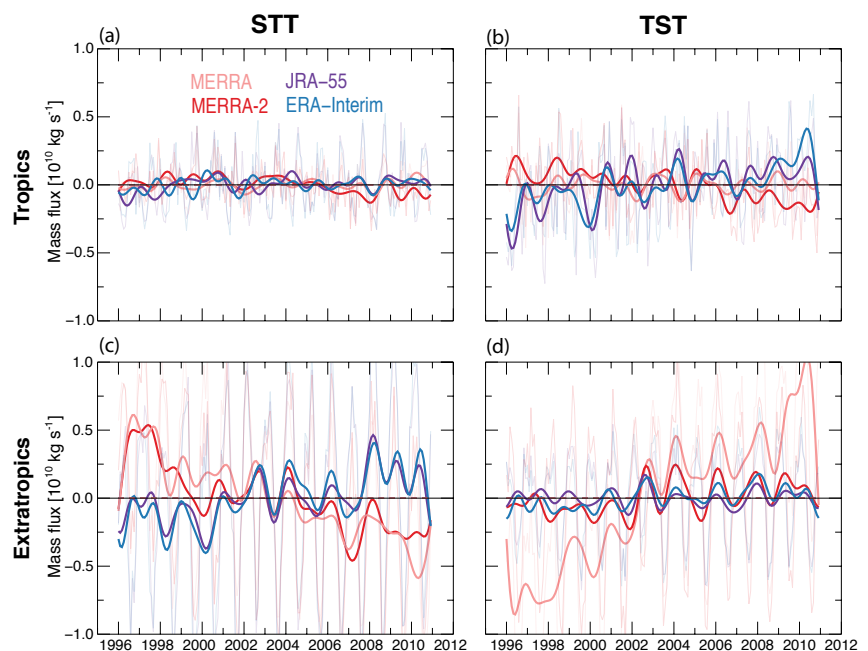 STT
TST
(a)
(b)
MERRA
JRA−55
MERRA-2
ERA−Interim
Tropics
Mass flux [10¹⁰ kg s⁻¹]
1.0
0.5
0.0
−0.5
−1.0
(c)
(d)
Extratropics
Mass flux [10¹⁰ kg s⁻¹]
1.0
0.5
0.0
−0.5
−1.0
1996 1998 2000 2002 2004 2006 2008 2010 2012
1996 1998 2000 2002 2004 2006 2008 2010 2012